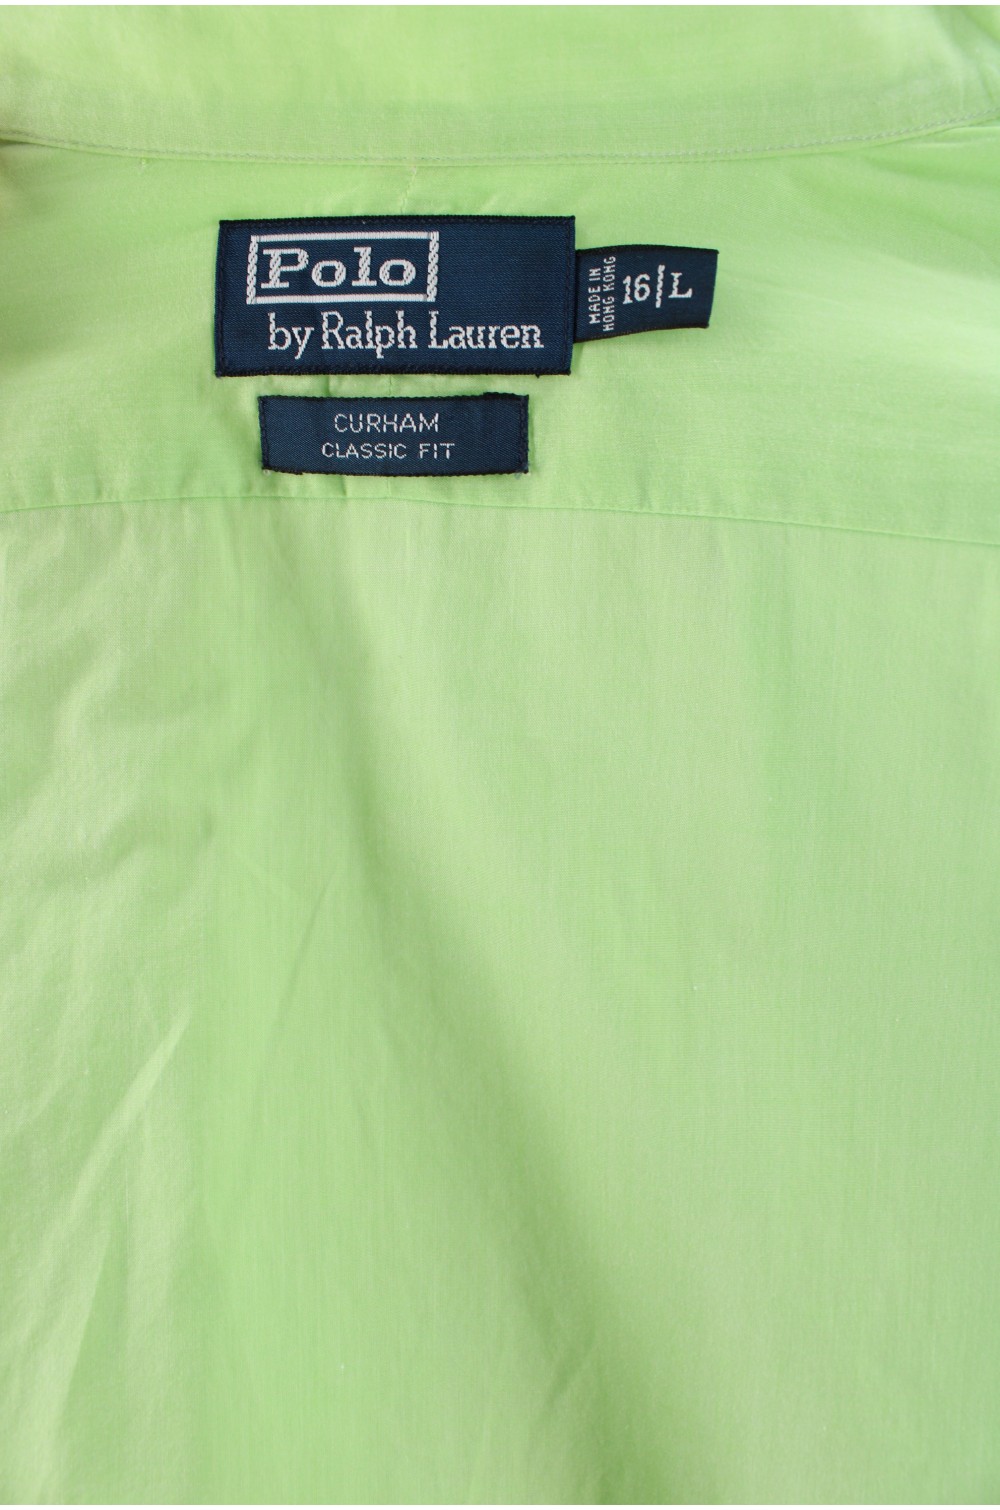 Polo
by Ralph Lauren
MADE IN
HONG KONG
16
L
CURHAM
CLASSIC FIT